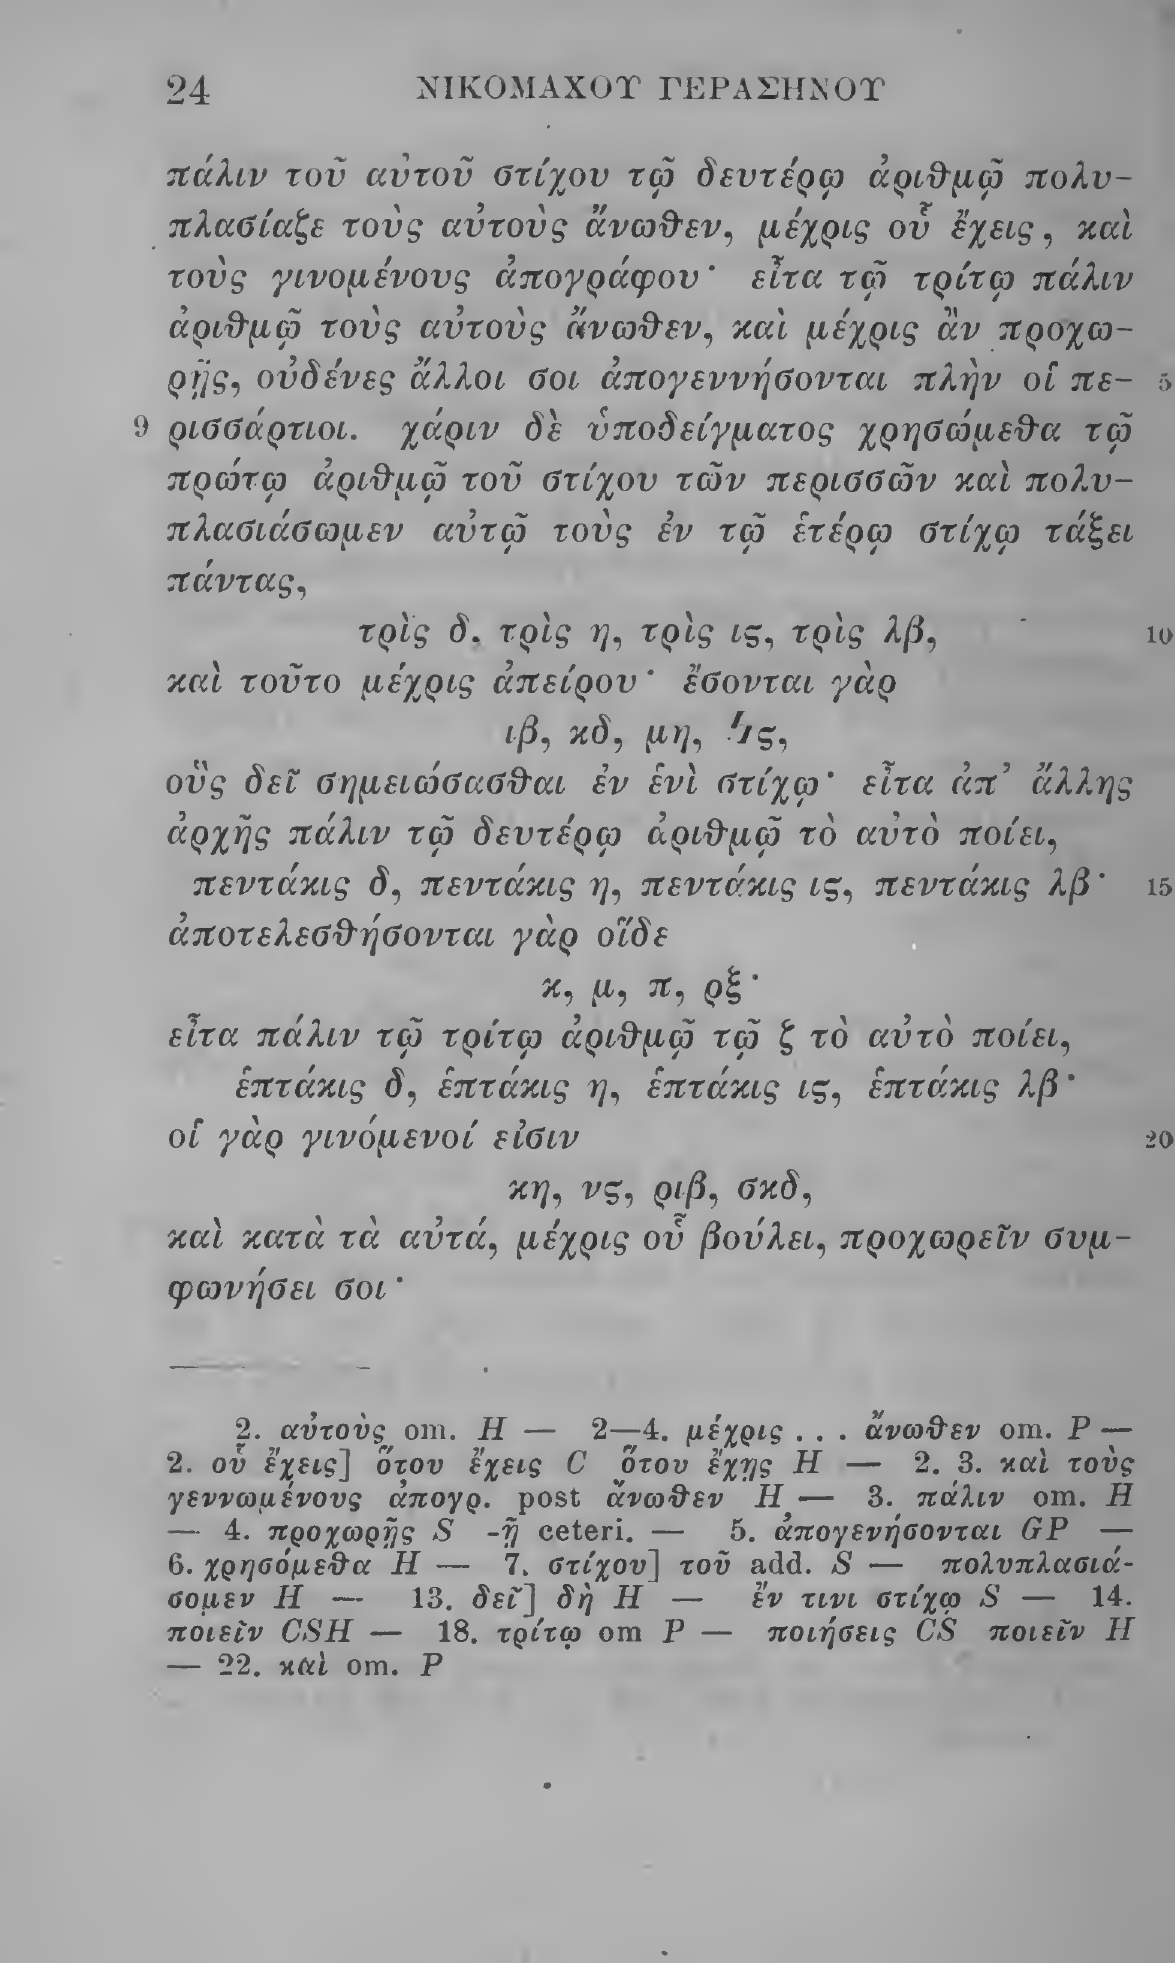 24 ΝΙΚΟΜΑΧΟΥ ΓΕΡΑΣΗΝΟΥ
πάλιν τοῦ αὐτοῦ στίχου τῷ δευτέρῳ ἀριϑμῷ πολυ-
πλασίαζε τοὺς αὐτοὺς ἄνωϑεν, μέχρις οὗ ἔχεις, καὶ
τοὺς γινομένους ἀπογράφου· εἶτα τῷ τρίτῳ πάλιν
ἀριϑμῷ τοὺς αὐτοὺς ἄνωϑεν, καὶ μέχρις ἂν προχω-
ρῇς, οὐδένες ἄλλοι σοι ἀπογεννήσονται πλὴν οἱ πε- 5
9 ρισσάρτιοι. χάριν δὲ ὑποδείγματος χρησώμεϑα τῷ
πρώτῳ ἀριϑμῷ τοῦ στίχου τῶν περισσῶν καὶ πολυ-
πλασιάσωμεν αὐτῷ τοὺς ἐν τῷ ἑτέρῳ στίχῳ τάξει
πάντας,
τρὶς δ, τρὶς η, τρὶς ις, τρὶς λβ, 10
καὶ τοῦτο μέχρις ἀπείρου· ἔσονται γὰρ
ιβ, κδ, μη, ϟς,
οὓς δεῖ σημειώσασϑαι ἐν ἑνὶ στίχῳ· εἶτα ἀπ’ ἄλλης
ἀρχῆς πάλιν τῷ δευτέρῳ ἀριϑμῷ τὸ αὐτὸ ποίει,
πεντάκις δ, πεντάκις η, πεντάκις ις, πεντάκις λβ· 15
ἀποτελεσϑήσονται γὰρ οἵδε
κ, μ, π, ρξ·
εἶτα πάλιν τῷ τρίτῳ ἀριϑμῷ τῷ ζ τὸ αὐτὸ ποίει,
ἑπτάκις δ, ἑπτάκις η, ἑπτάκις ις, ἑπτάκις λβ·
οἱ γὰρ γινόμενοί εἰσιν 20
κη, νς, ριβ, σκδ,
καὶ κατὰ τὰ αὐτά, μέχρις οὗ βούλει, προχωρεῖν συμ-
φωνήσει σοι·
2. αὐτοὺς om. H — 2—4. μέχρις . . . ἄνωϑεν om. P —
2. οὗ ἔχεις] ὅτου ἔχεις C ὅτου ἔχῃς H — 2. 3. καὶ τοὺς
γεννωμένους ἀπογρ. post ἄνωϑεν H — 3. πάλιν om. H
— 4. προχωρῇς S -ῇ ceteri. — 5. ἀπογενήσονται GP —
6. χρησόμεϑα H — 7. στίχου] τοῦ add. S — πολυπλασιά-
σομεν H — 13. δεῖ] δὴ H — ἔν τινι στίχῳ S — 14.
ποιεῖν CSH — 18. τρίτῳ om P — ποιήσεις CS ποιεῖν H
— 22. καὶ om. P